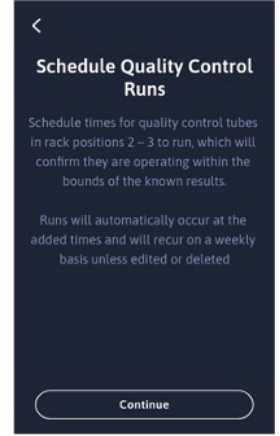 Schedule Quality Control
Runs
Schedule times for quality control tubes
in rack positions 2 – 3 to run, which will
confirm they are operating within the
bounds of the known results.
Runs will automatically occur at the
added times and will recur on a weekly
basis unless edited or deleted
Continue